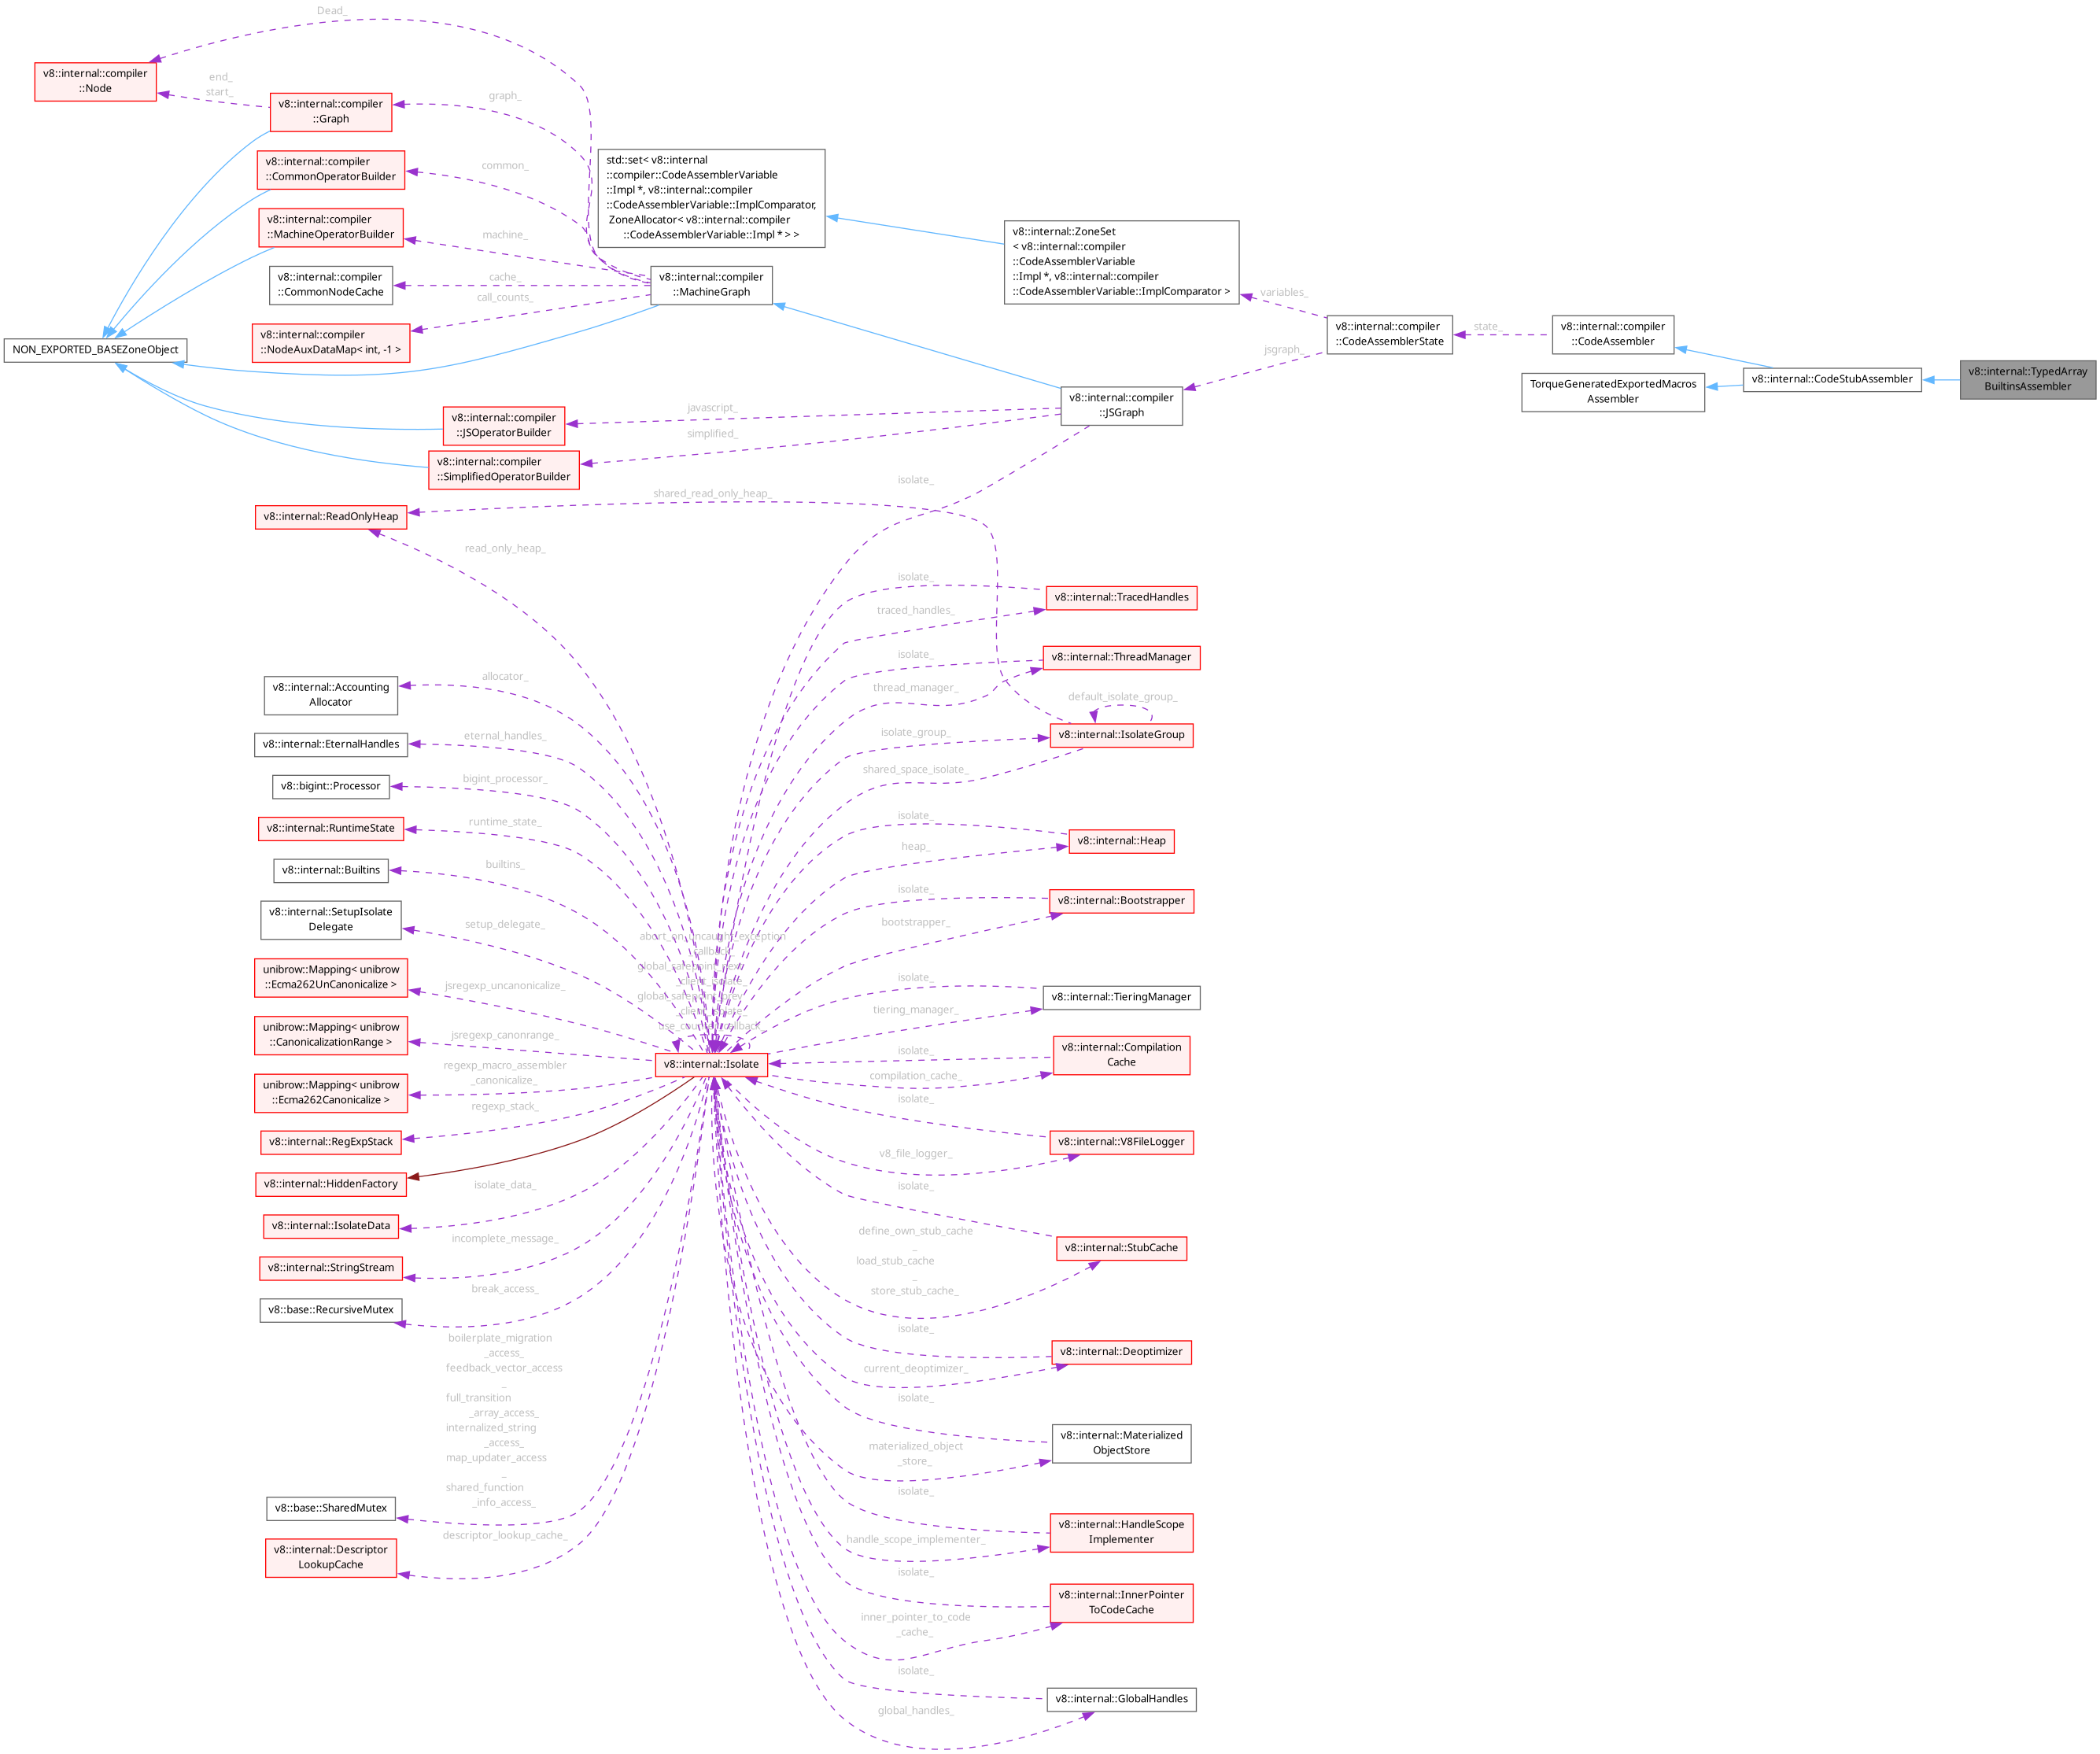 Dead_
v8::internal::compiler
::Node
end_
start_
v8::internal::compiler
::Graph
graph_
v8::internal::compiler
::CommonOperatorBuilder
common_
v8::internal::compiler
::MachineOperatorBuilder
machine_
v8::internal::compiler
::CommonNodeCache
cache_
call_counts_
v8::internal::compiler
::NodeAuxDataMap< int, -1 >
NON_EXPORTED_BASEZoneObject
std::set< v8::internal
::compiler::CodeAssemblerVariable
::Impl *, v8::internal::compiler
::CodeAssemblerVariable::ImplComparator,
ZoneAllocator< v8::internal::compiler
::CodeAssemblerVariable::Impl * > >
v8::internal::compiler
::MachineGraph
v8::internal::ZoneSet
< v8::internal::compiler
::CodeAssemblerVariable
::Impl *, v8::internal::compiler
::CodeAssemblerVariable::ImplComparator >
variables_
v8::internal::compiler
::CodeAssemblerState
jsgraph_
state_
v8::internal::compiler
::CodeAssembler
TorqueGeneratedExportedMacros
Assembler
v8::internal::CodeStubAssembler
v8::internal::TypedArray
BuiltinsAssembler
v8::internal::compiler
::JSGraph
javascript_
simplified_
v8::internal::compiler
::JSOperatorBuilder
v8::internal::compiler
::SimplifiedOperatorBuilder
isolate_
shared_read_only_heap_
v8::internal::ReadOnlyHeap
read_only_heap_
isolate_
v8::internal::TracedHandles
traced_handles_
isolate_
v8::internal::ThreadManager
thread_manager_
default_isolate_group_
isolate_group_
v8::internal::IsolateGroup
shared_space_isolate_
v8::internal::Accounting
Allocator
allocator_
v8::internal::EternalHandles
eternal_handles_
v8::bigint::Processor
bigint_processor_
v8::internal::RuntimeState
runtime_state_
v8::internal::Builtins
builtins_
v8::internal::SetupIsolate
Delegate
setup_delegate_
unibrow::Mapping< unibrow
::Ecma262UnCanonicalize >
jsregexp_uncanonicalize_
unibrow::Mapping< unibrow
::CanonicalizationRange >
jsregexp_canonrange_
unibrow::Mapping< unibrow
::Ecma262Canonicalize >
regexp_macro_assembler
_canonicalize_
v8::internal::RegExpStack
regexp_stack_
v8::internal::HiddenFactory
v8::internal::IsolateData
isolate_data_
v8::internal::StringStream
incomplete_message_
v8::base::RecursiveMutex
break_access_
boilerplate_migration
_access_
feedback_vector_access
_
full_transition
_array_access_
internalized_string
_access_
map_updater_access
_
shared_function
_info_access_
v8::base::SharedMutex
descriptor_lookup_cache_
v8::internal::Descriptor
LookupCache
abort_on_uncaught_exception
_callback_
global_safepoint_next
_client_isolate_
global_safepoint_prev
_client_isolate_
use_counter_callback_
v8::internal::Isolate
isolate_
v8::internal::Heap
heap_
isolate_
v8::internal::Bootstrapper
bootstrapper_
isolate_
v8::internal::TieringManager
tiering_manager_
isolate_
v8::internal::Compilation
Cache
compilation_cache_
isolate_
v8::internal::V8FileLogger
v8_file_logger_
isolate_
define_own_stub_cache
_
load_stub_cache
_
store_stub_cache_
v8::internal::StubCache
isolate_
v8::internal::Deoptimizer
current_deoptimizer_
isolate_
v8::internal::Materialized
ObjectStore
materialized_object
_store_
isolate_
v8::internal::HandleScope
Implementer
handle_scope_implementer_
isolate_
v8::internal::InnerPointer
ToCodeCache
inner_pointer_to_code
_cache_
isolate_
v8::internal::GlobalHandles
global_handles_